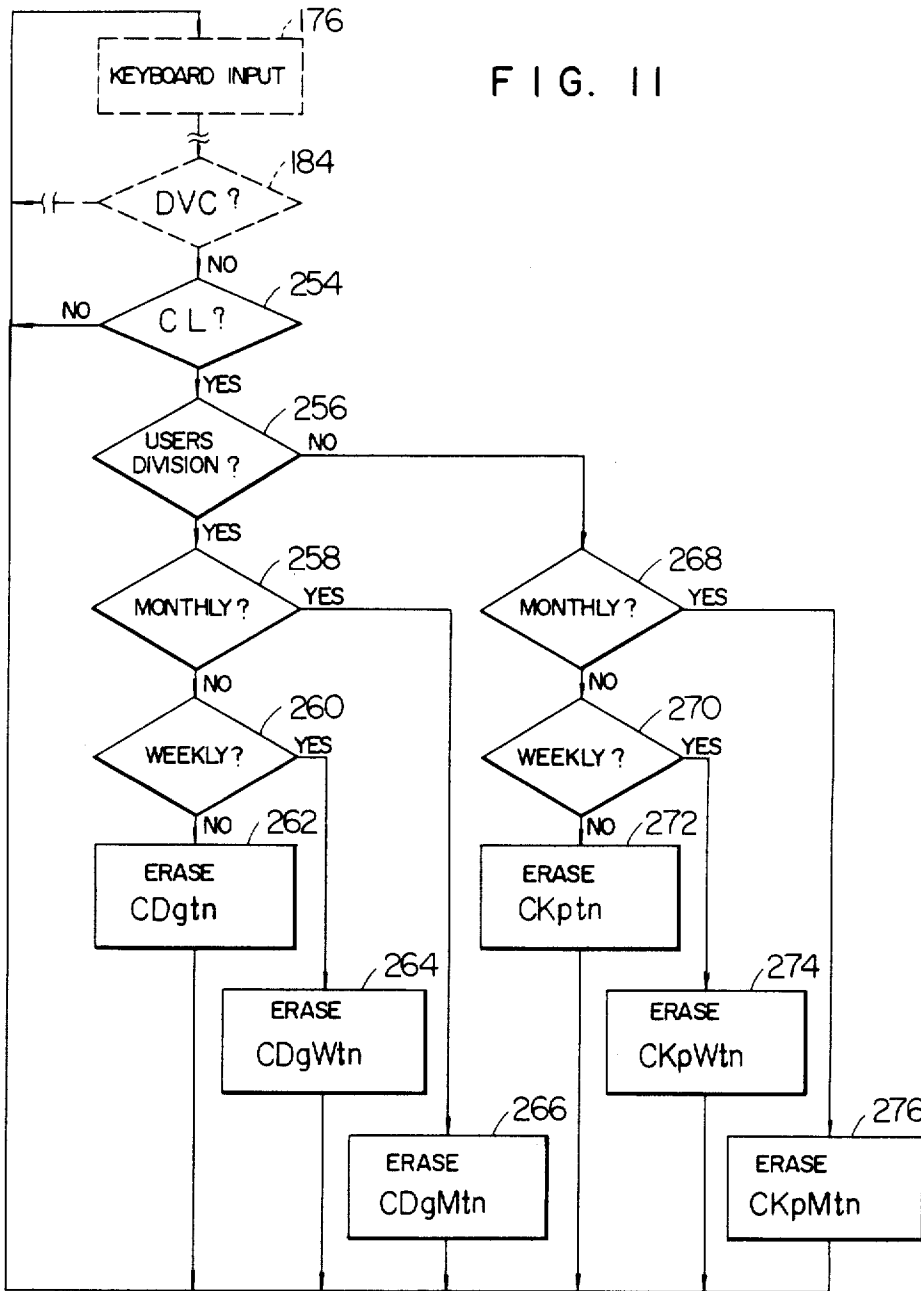 176
KEYBOARD INPUT
FIG. 11
184
DVC?
NO
254
NO
CL?
YES
256
USERS
DIVISION?
NO
YES
258
268
MONTHLY?
YES
MONTHLY?
YES
NO
NO
260
270
WEEKLY?
YES
WEEKLY?
YES
NO
262
NO
272
ERASE
CDgtn
ERASE
CKptn
264
274
ERASE
CDgWtn
ERASE
CKpWtn
266
276
ERASE
CDgMtn
ERASE
CKpMtn